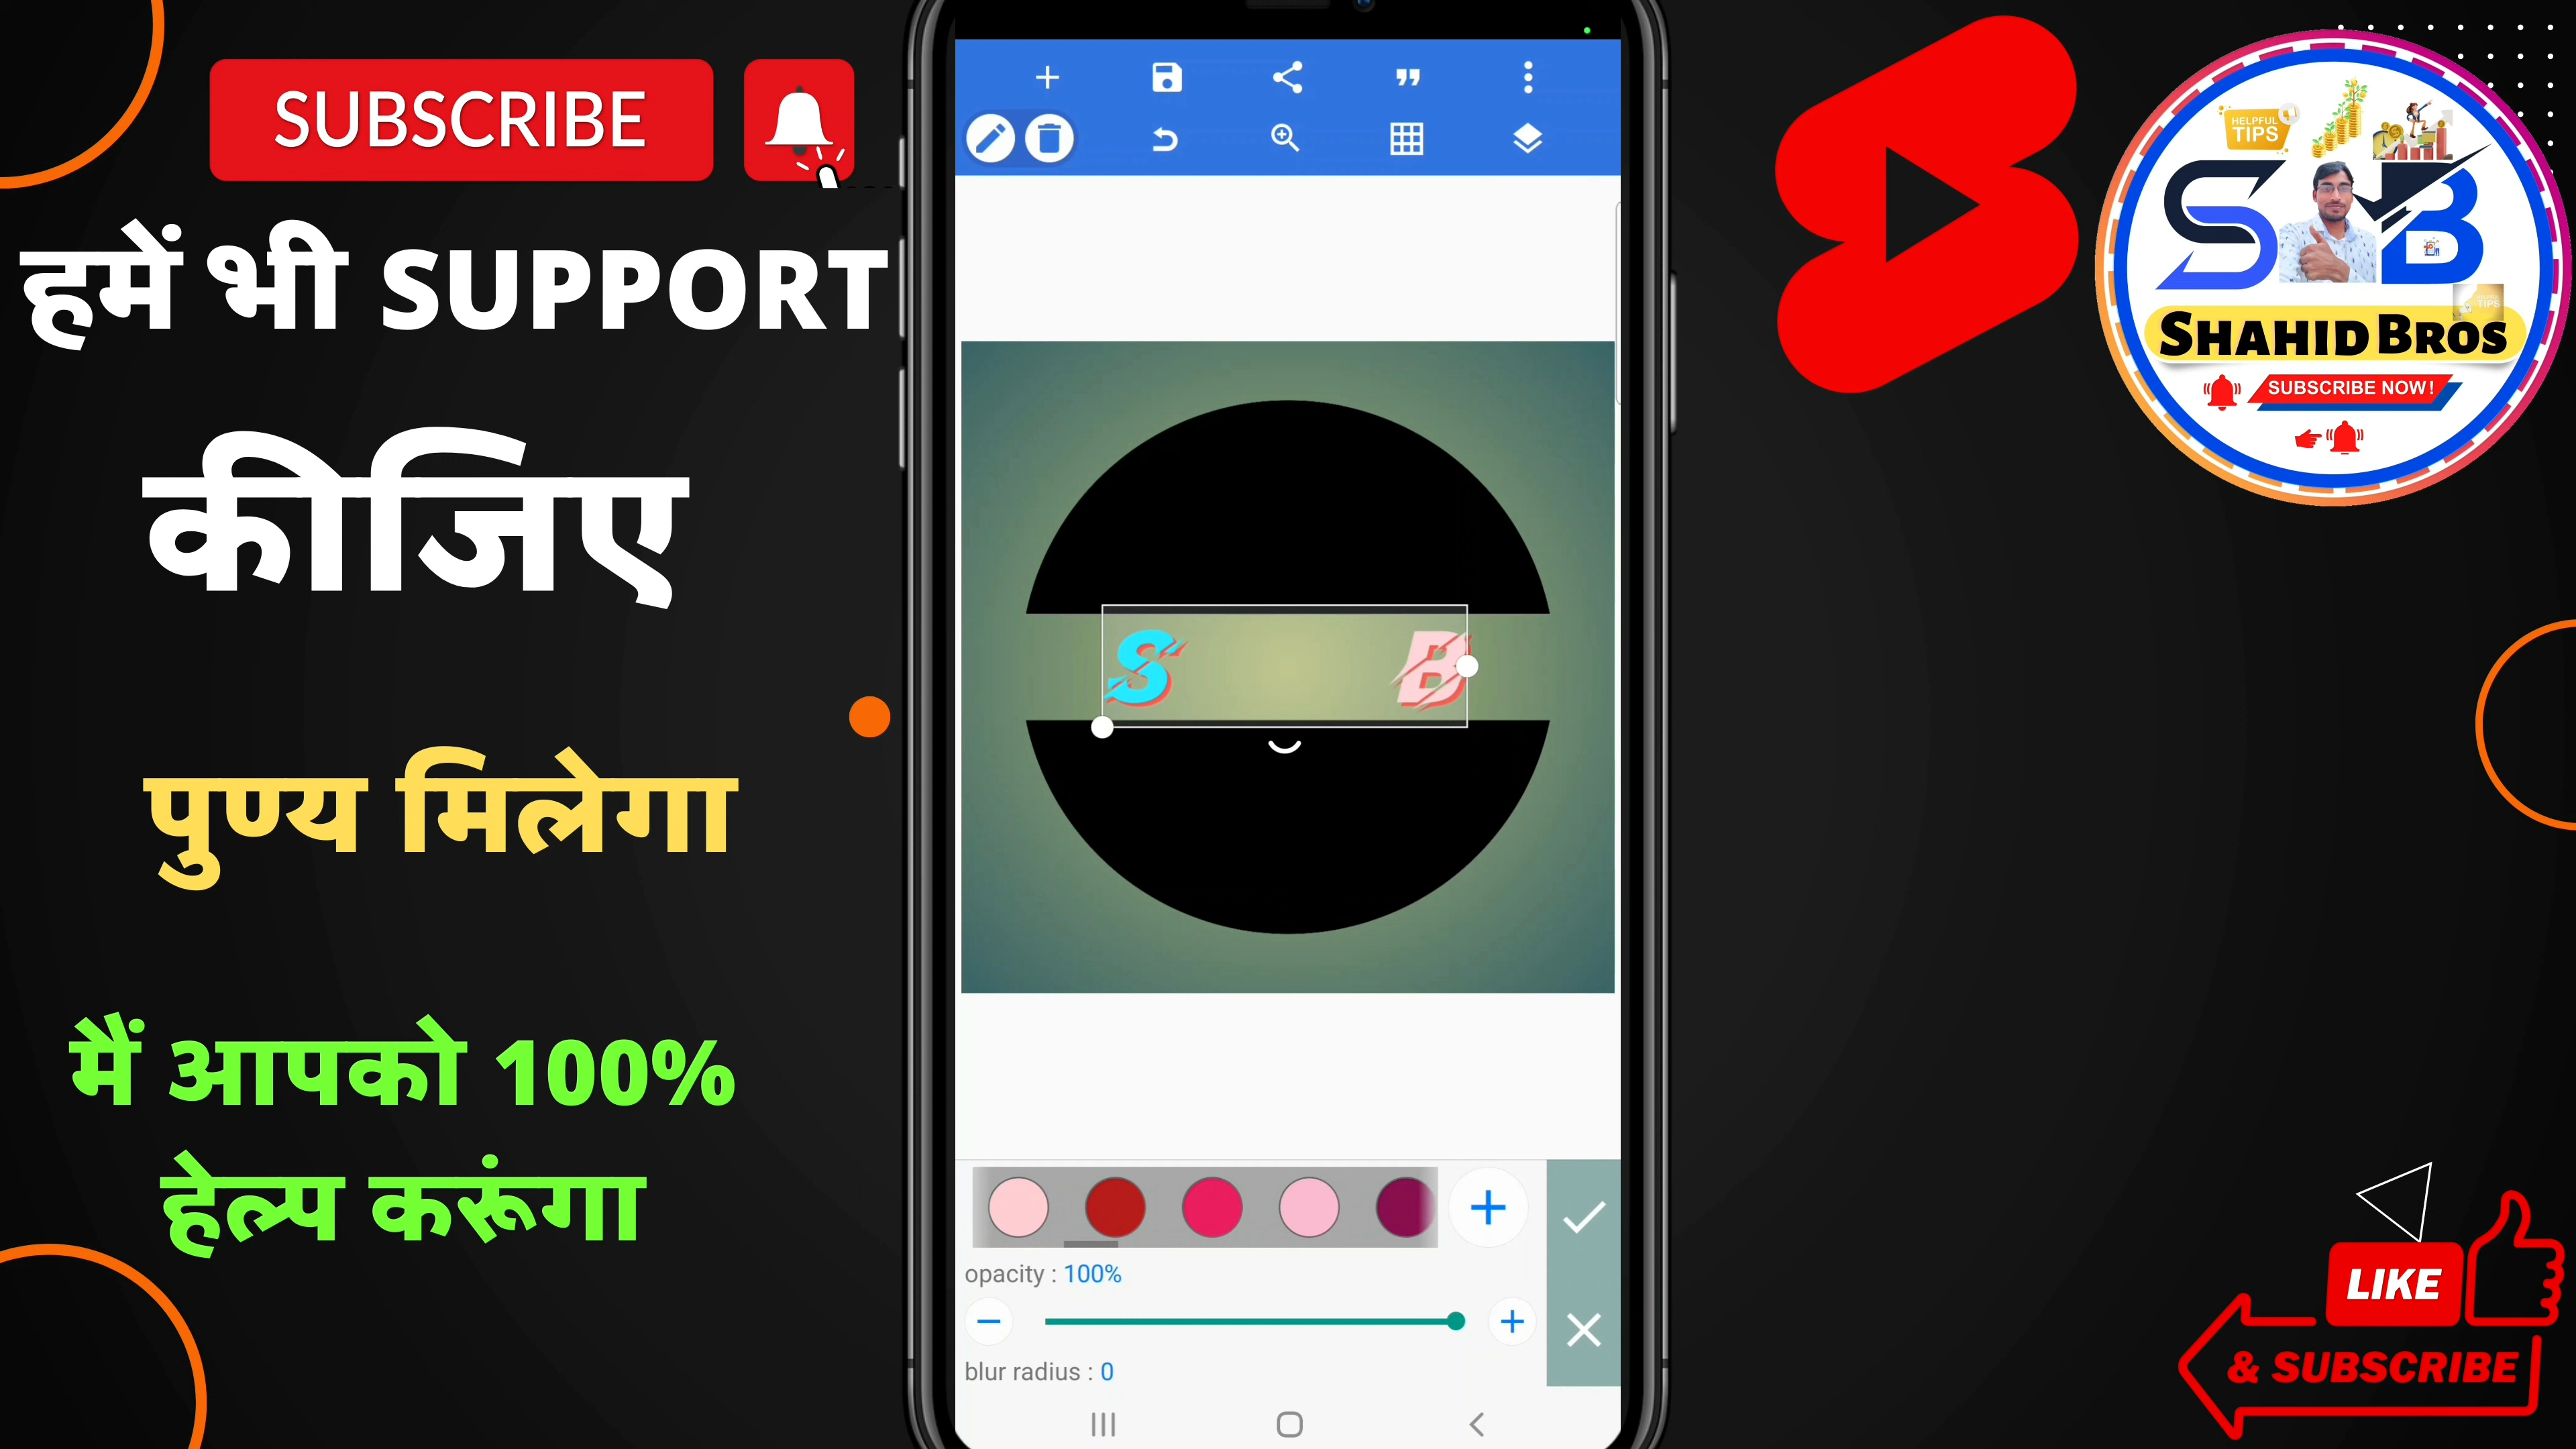 SUBSCRIBE
हमें भी SUPPORT
कीजिए
पुण्य मिलेगा
मैं आपको 100%
हेल्प करूंगा
S B
opacity : 100%
blur radius : 0
HELPFUL
TIPS
S B
TIPS
SHAHID BROS
SUBSCRIBE NOW!
LIKE
& SUBSCRIBE